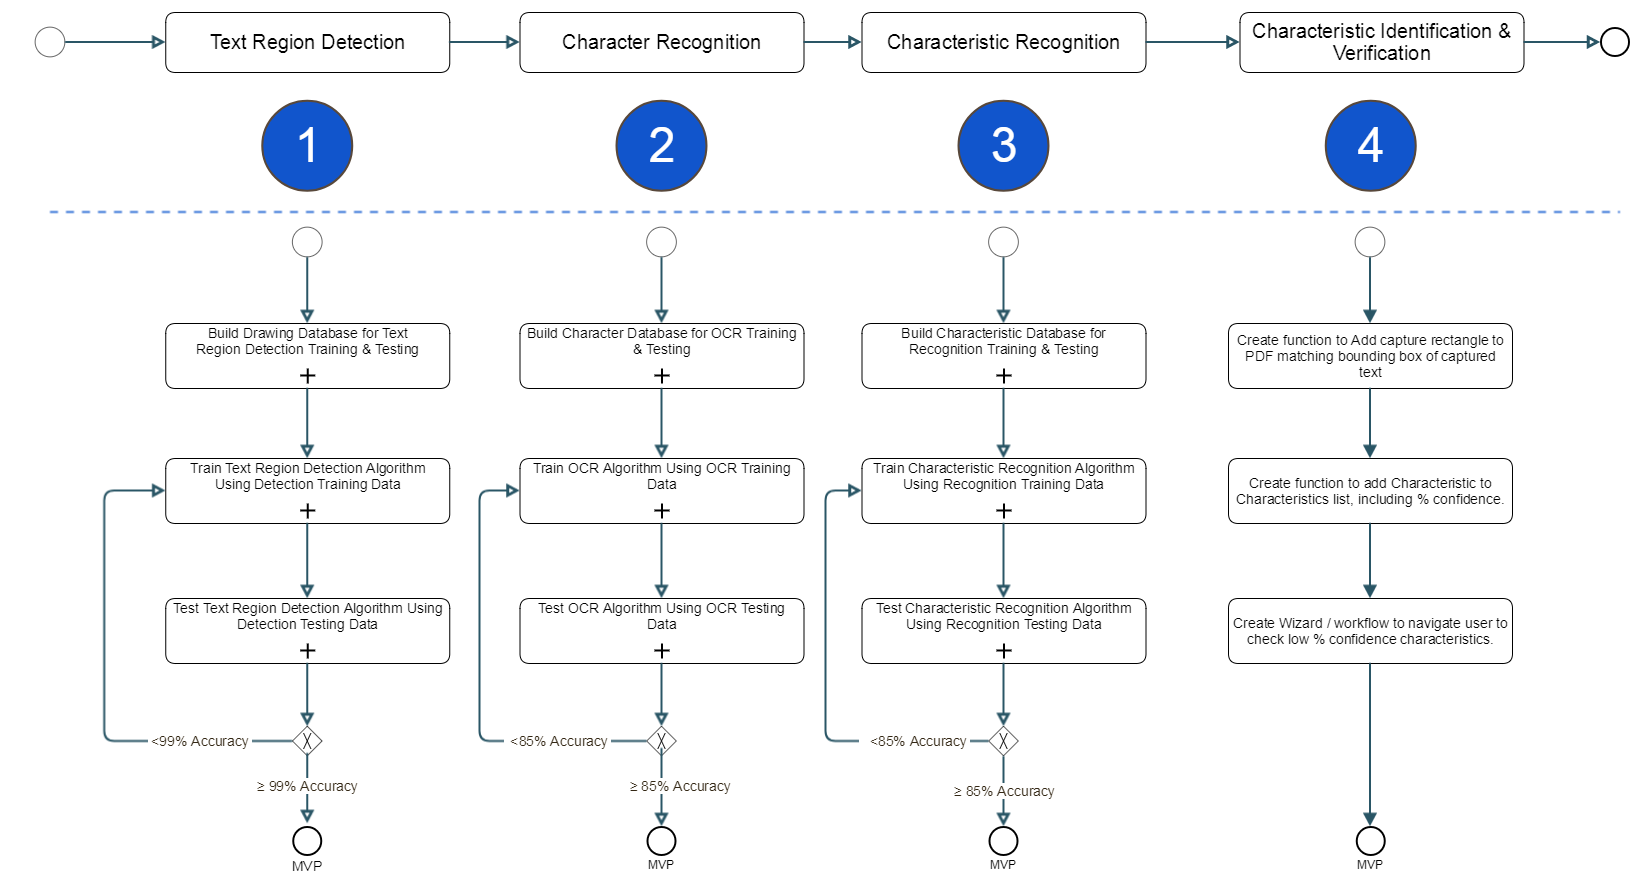 Text Region Detection
Character Recognition
Characteristic Recognition
Characteristic Identification &
Verification
1
2
3
4
Build Drawing Database for Text
Region Detection Training & Testing
+
Train Text Region Detection Algorithm
Using Detection Training Data
+
Test Text Region Detection Algorithm Using
Detection Testing Data
+
X
<99% Accuracy
≥ 99% Accuracy
MVP
Build Character Database for OCR Training
& Testing
+
Train OCR Algorithm Using OCR Training
Data
+
Test OCR Algorithm Using OCR Testing
Data
+
X
<85% Accuracy
≥ 85% Accuracy
MVP
Build Characteristic Database for
Recognition Training & Testing
+
Train Characteristic Recognition Algorithm
Using Recognition Training Data
+
Test Characteristic Recognition Algorithm
Using Recognition Testing Data
+
X
<85% Accuracy
≥ 85% Accuracy
MVP
Create function to Add capture rectangle to
PDF matching bounding box of captured
text
Create function to add Characteristic to
Characteristics list, including % confidence.
Create Wizard / workflow to navigate user to
check low % confidence characteristics.
MVP